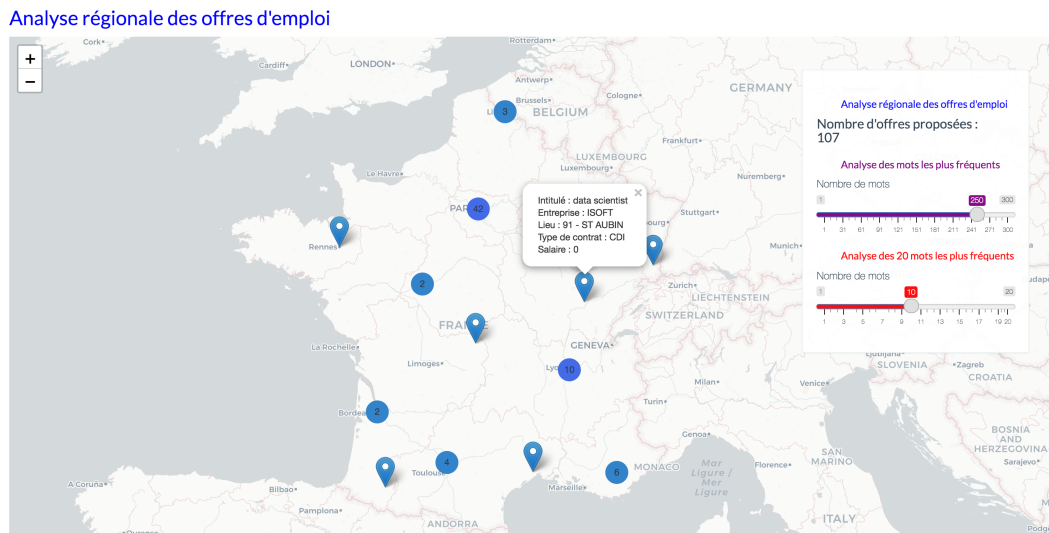 Analyse régionale des offres d'emploi
+
−
Cork
Cardiff
LONDON
Rotterdam
Antwerp
Brussels
Cologne
GERMANY
3
BELGIUM
Frankfurt
LUXEMBOURG
Luxembourg
Nuremberg
Le Havre
42
Stuttgart
Rennes
Munich
2
Zürich
LIECHTENSTEIN
SWITZERLAND
La Rochelle
GENEVA
Limoges
10
Milan
Venice
Ljubljana
SLOVENIA
Zagreb
CROATIA
Turin
2
Genoa
BOSNIA
AND
HERZEGOVINA
Sarajevo
SAN
MARINO
Florence
MONACO
Mar
Ligure /
Mer
Ligure
4
Toulouse
6
Marseille
A Coruña
Bilbao
Pamplona
ANDORRA
ITALY
×
Intitulé : data scientist
Entreprise : ISOFT
Lieu : 91 - ST AUBIN
Type de contrat : CDI
Salaire : 0
Analyse régionale des offres d'emploi
Nombre d'offres proposées :
107
Analyse des mots les plus fréquents
Nombre de mots
1 250 300
1 31 61 91 121 151 181 211 241 271 300
Analyse des 20 mots les plus fréquents
Nombre de mots
1 10 20
1 3 5 7 9 11 13 15 17 19 20